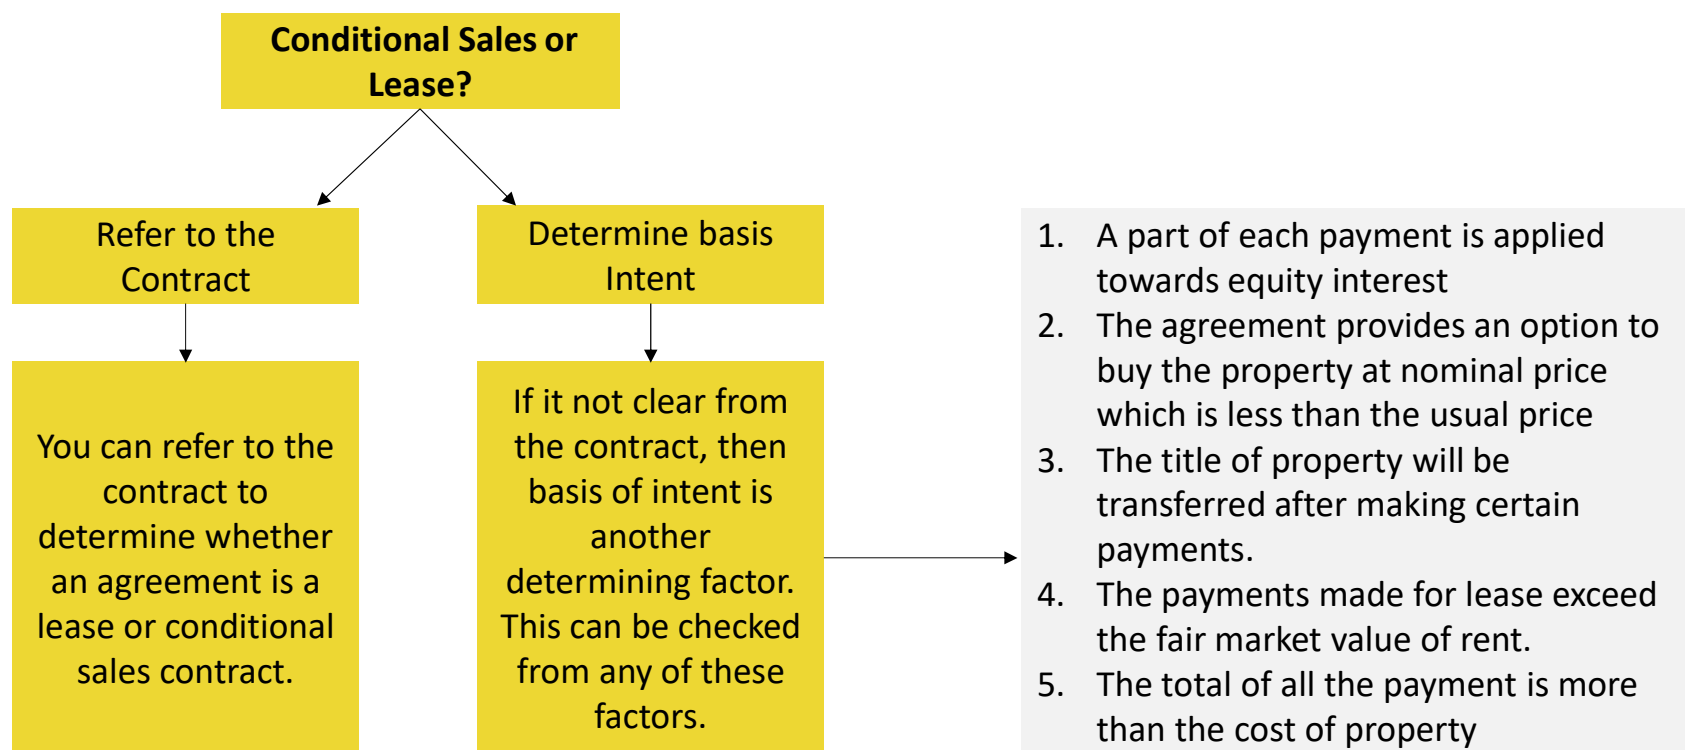 Conditional Sales or
Lease?
Refer to the
Contract
Determine basis
Intent
You can refer to the
contract to
determine whether
an agreement is a
lease or conditional
sales contract.
If it not clear from
the contract, then
basis of intent is
another
determining factor.
This can be checked
from any of these
factors.
1. A part of each payment is applied
towards equity interest
2. The agreement provides an option to
buy the property at nominal price
which is less than the usual price
3. The title of property will be
transferred after making certain
payments.
4. The payments made for lease exceed
the fair market value of rent.
5. The total of all the payment is more
than the cost of property